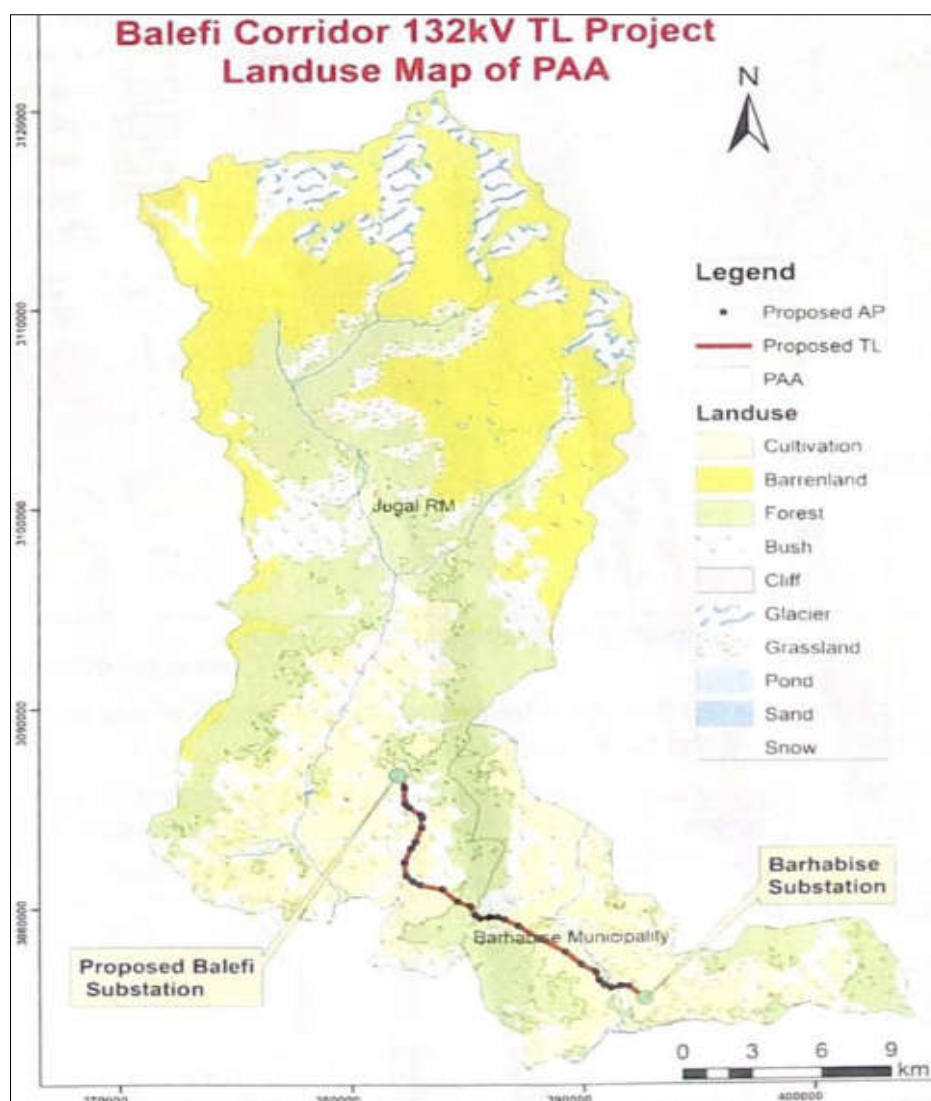 Balefi Corridor 132kV TL Project
Landuse Map of PAA
N
3120000
3110000
3100000
3090000
3080000
Legend
Proposed AP
Proposed TL
PAA
Landuse
Cultivation
Barrenland
Forest
Bush
Cliff
Glacier
Grassland
Pond
Sand
Snow
Jugal RM
Barhabise
Substation
Barhabise Municipality
Proposed Balefi
Substation
0 3 6 9
km
380000 390000 400000